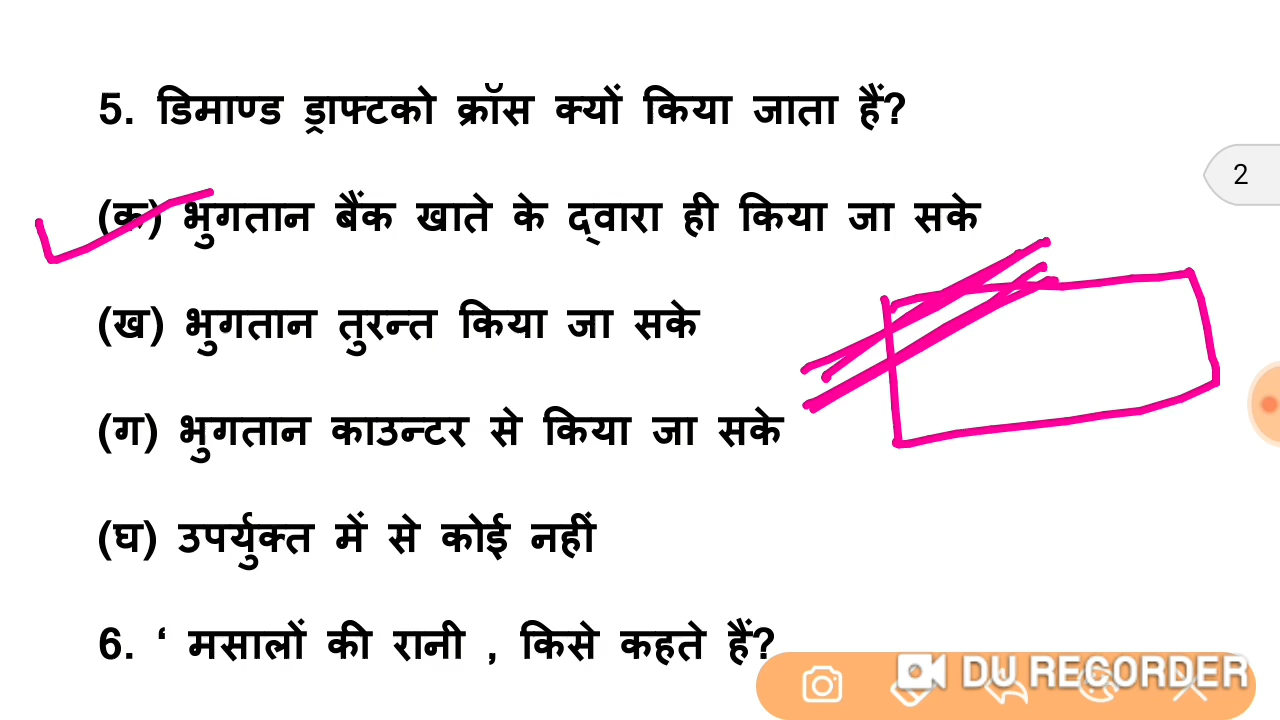 5. डिमाण्ड ड्राफ्टको क्रॉस क्यों किया जाता हैं?
(क) भुगतान बैंक खाते के द्वारा ही किया जा सके
2
(ख) भुगतान तुरन्त किया जा सके
(ग) भुगतान काउन्टर से किया जा सके
(घ) उपर्युक्त में से कोई नहीं
6. ‘ मसालों की रानी , किसे कहते हैं?
DU RECORDER